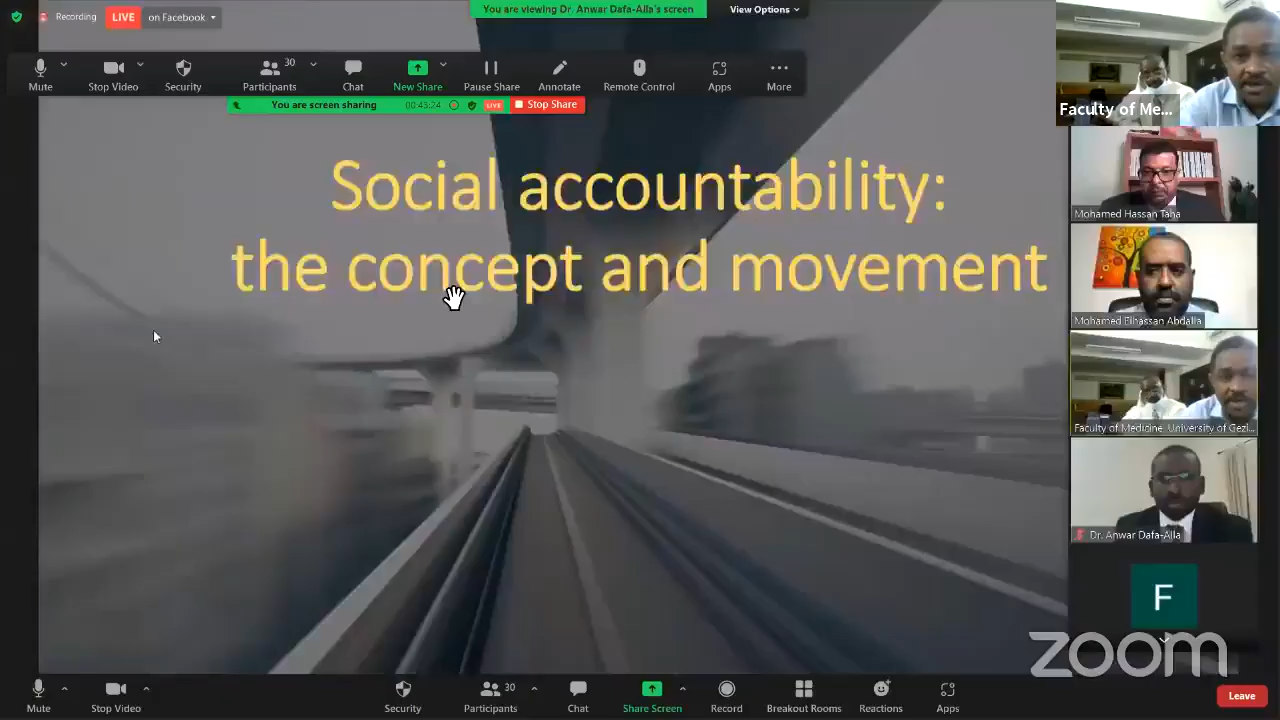 Recording
LIVE
on Facebook
You are viewing Dr. Anwar Dafa-Alla's screen
View Options
Mute
Stop Video
Security
30
Participants
Chat
New Share
Pause Share
Annotate
Remote Control
Apps
More
You are screen sharing
00:43:24
LIVE
Stop Share
Social accountability:
the concept and movement
Faculty of Me...
Mohamed Hassan Taha
Mohamed Elhassan Abdalla
Faculty of Medicine, University of Gezi...
Dr. Anwar Dafa-Alla
F
zoom
Mute
Stop Video
Security
30
Participants
Chat
Share Screen
Record
Breakout Rooms
Reactions
Apps
Leave